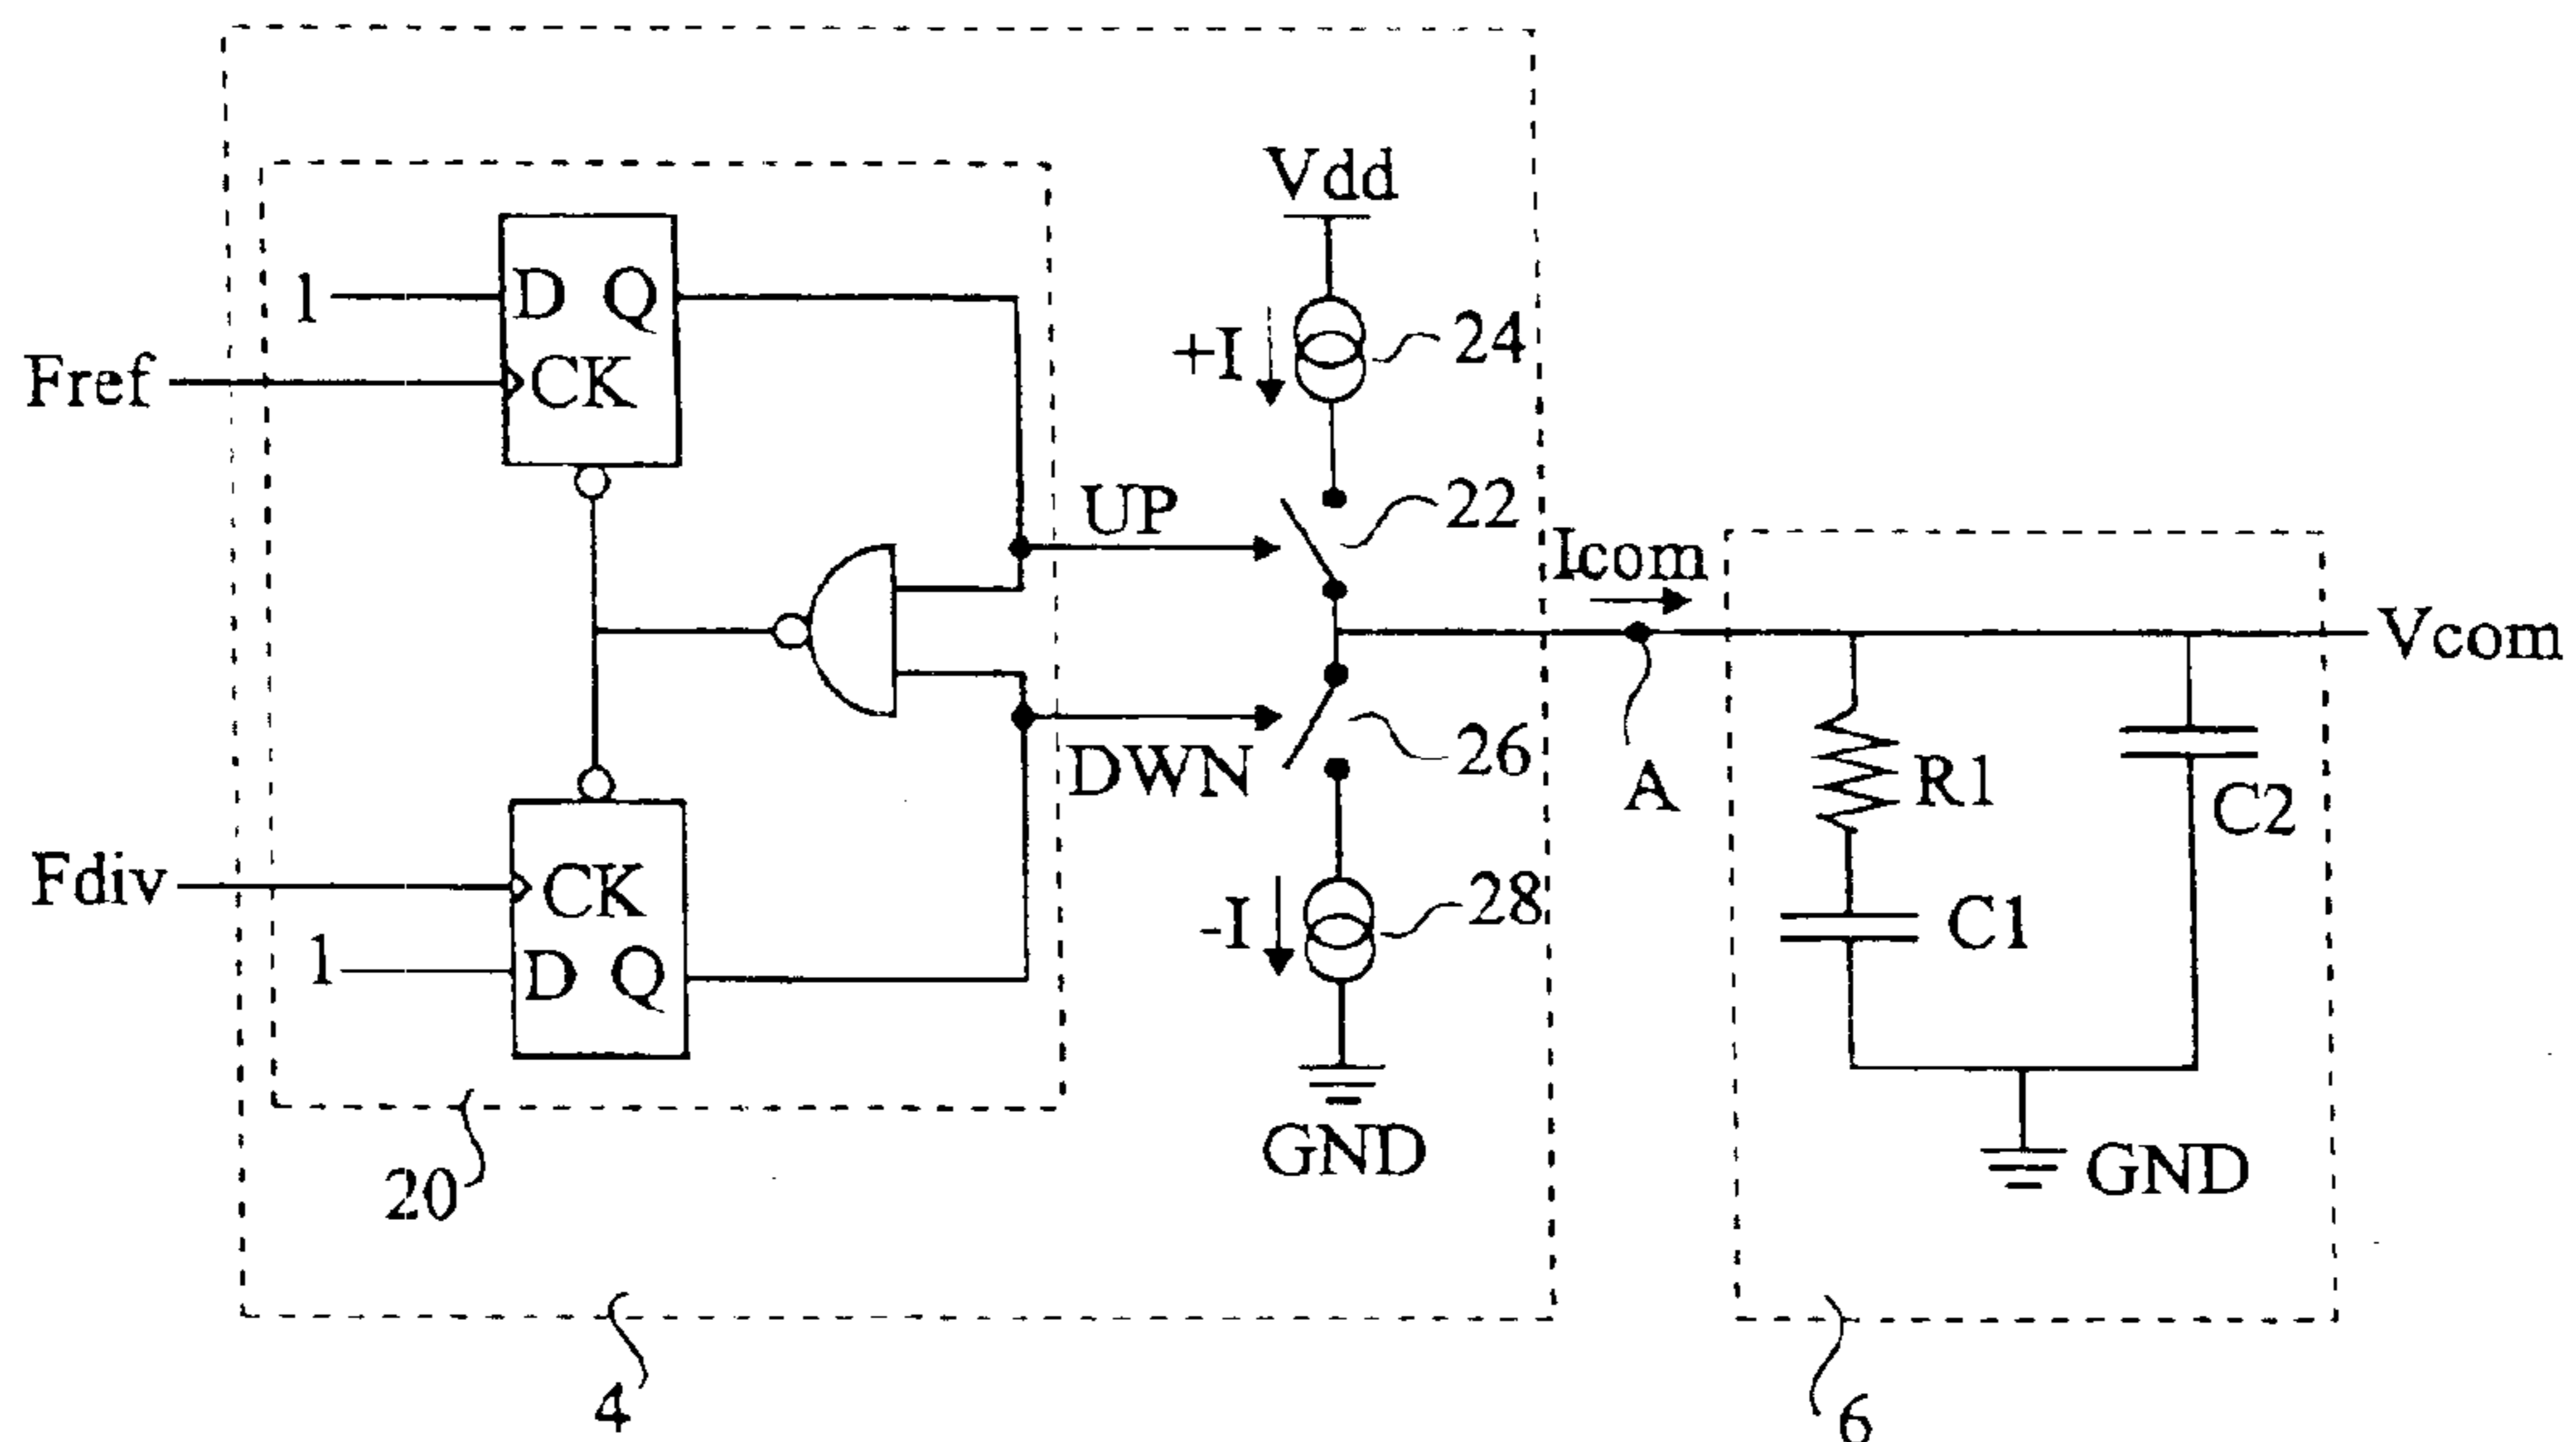 Vdd
1
D Q
Fref
CK
+I
24
UP
22
Icom
Vcom
DWN
26
A
R1
C2
Fdiv
CK
-I
28
C1
1
D Q
GND
GND
20
4
6